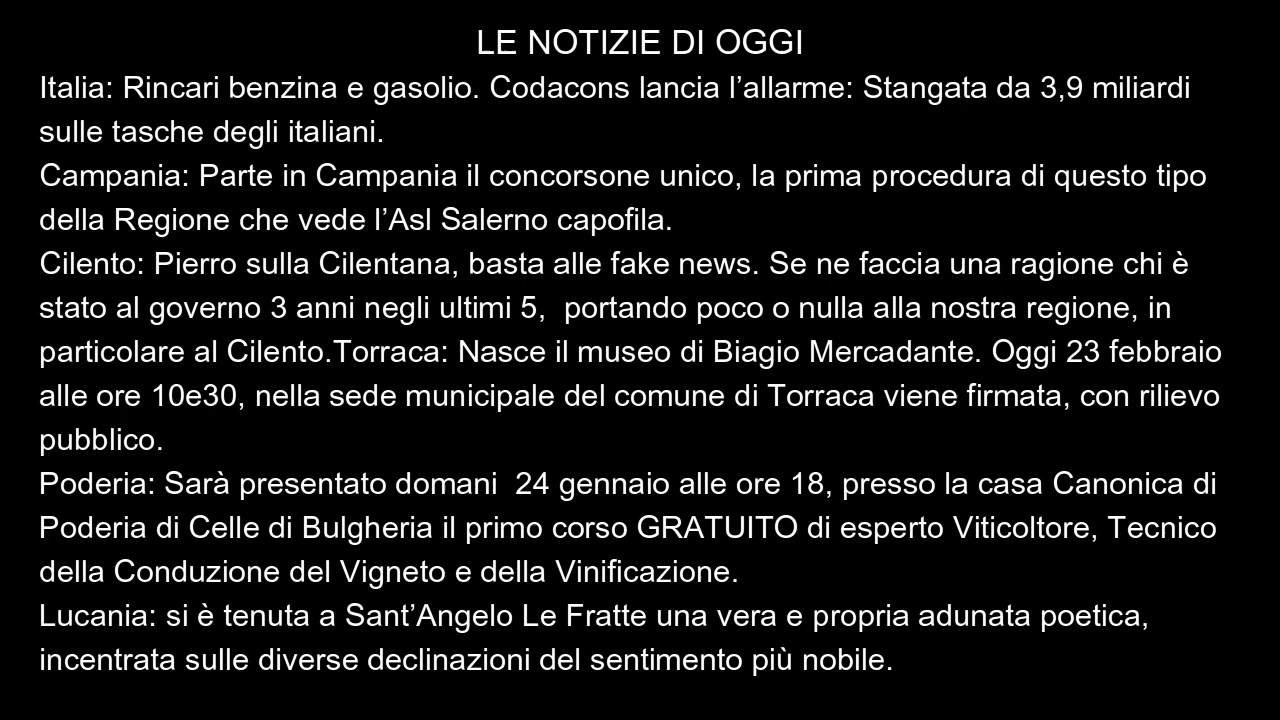 LE NOTIZIE DI OGGI
Italia: Rincari benzina e gasolio. Codacons lancia l’allarme: Stangata da 3,9 miliardi
sulle tasche degli italiani.
Campania: Parte in Campania il concorsone unico, la prima procedura di questo tipo
della Regione che vede l’Asl Salerno capofila.
Cilento: Pierro sulla Cilentana, basta alle fake news. Se ne faccia una ragione chi è
stato al governo 3 anni negli ultimi 5,  portando poco o nulla alla nostra regione, in
particolare al Cilento.Torraca: Nasce il museo di Biagio Mercadante. Oggi 23 febbraio
alle ore 10e30, nella sede municipale del comune di Torraca viene firmata, con rilievo
pubblico.
Poderia: Sarà presentato domani  24 gennaio alle ore 18, presso la casa Canonica di
Poderia di Celle di Bulgheria il primo corso GRATUITO di esperto Viticoltore, Tecnico
della Conduzione del Vigneto e della Vinificazione.
Lucania: si è tenuta a Sant’Angelo Le Fratte una vera e propria adunata poetica,
incentrata sulle diverse declinazioni del sentimento più nobile.